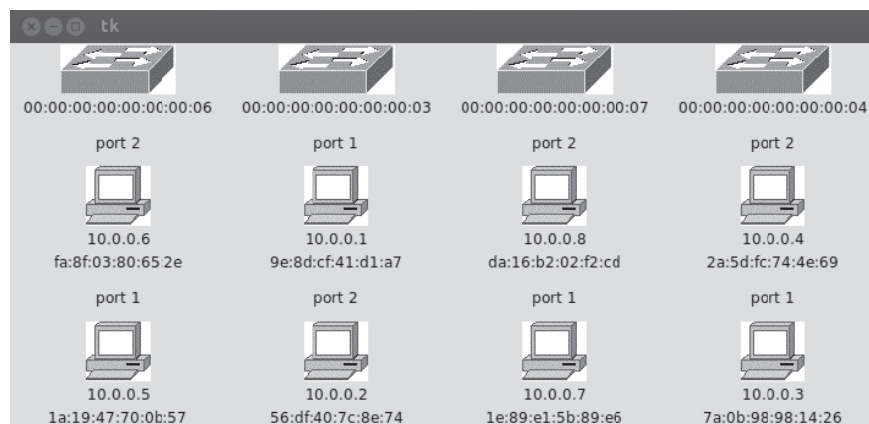 tk
00:00:00:00:00:00:00:06 00:00:00:00:00:00:00:03 00:00:00:00:00:00:00:07 00:00:00:00:00:00:00:04
port 2 port 1 port 2 port 2
10.0.0.6 10.0.0.1 10.0.0.8 10.0.0.4
fa:8f:03:80:65:2e 9e:8d:cf:41:d1:a7 da:16:b2:02:f2:cd 2a:5d:fc:74:4e:69
port 1 port 2 port 1 port 1
10.0.0.5 10.0.0.2 10.0.0.7 10.0.0.3
1a:19:47:70:0b:57 56:df:40:7c:8e:74 1e:89:e1:5b:89:e6 7a:0b:98:98:14:26